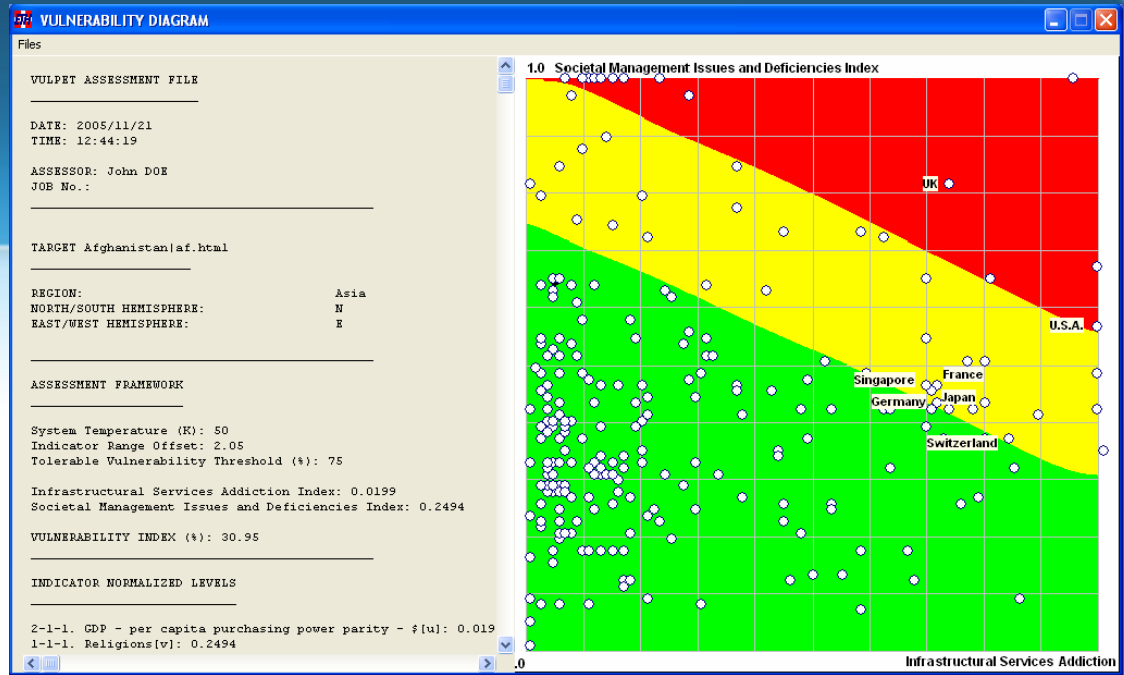 VULNERABILITY DIAGRAM
Files
VULPET ASSESSMENT FILE
DATE: 2005/11/21
TIME: 12:44:19
ASSESSOR: John DOE
JOB No.:
TARGET Afghanistan|af.html
REGION: Asia
NORTH/SOUTH HEMISPHERE: N
EAST/WEST HEMISPHERE: E
ASSESSMENT FRAMEWORK
System Temperature (K): 50
Indicator Range Offset: 2.05
Tolerable Vulnerability Threshold (%): 75
Infrastructural Services Addiction Index: 0.0199
Societal Management Issues and Deficiencies Index: 0.2494
VULNERABILITY INDEX (%): 30.95
INDICATOR NORMALIZED LEVELS
2-1-1. GDP - per capita purchasing power parity - $[u]: 0.019
1-1-1. Religions[v]: 0.2494
1.0 Societal Management Issues and Deficiencies Index
UK
U.S.A.
France
Singapore
Japan
Germany
Switzerland
.0 Infrastructural Services Addiction